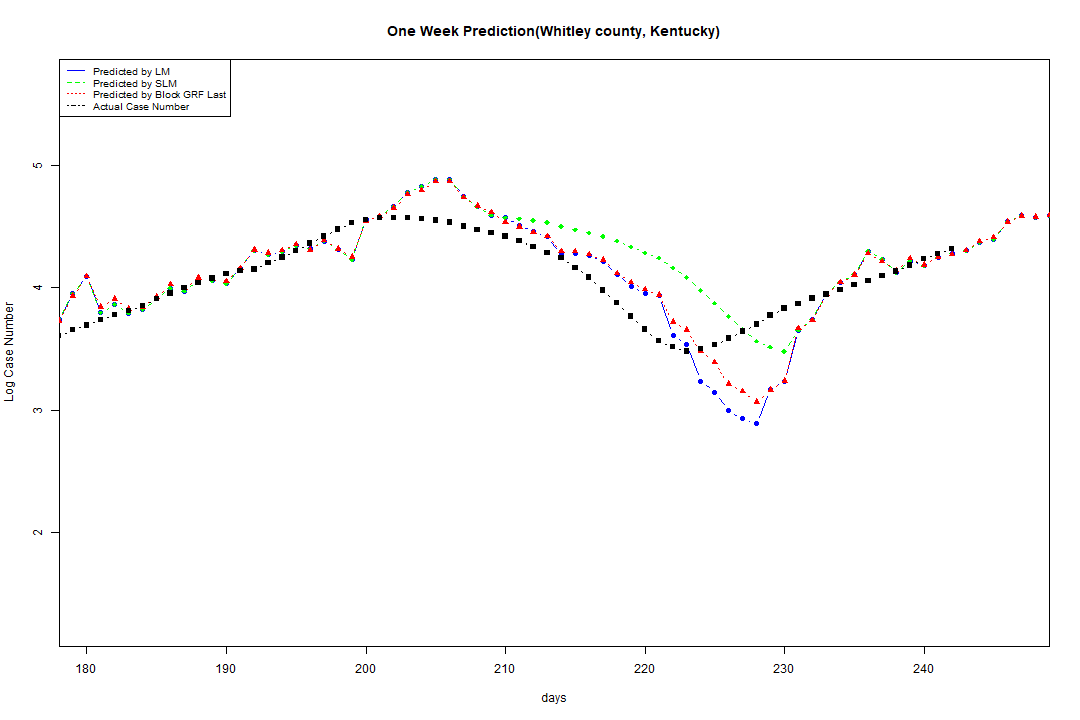 One Week Prediction(Whitley county, Kentucky)
Predicted by LM
Predicted by SLM
Predicted by Block GRF Last
Actual Case Number
5
4
3
2
Log Case Number
180 190 200 210 220 230 240
days